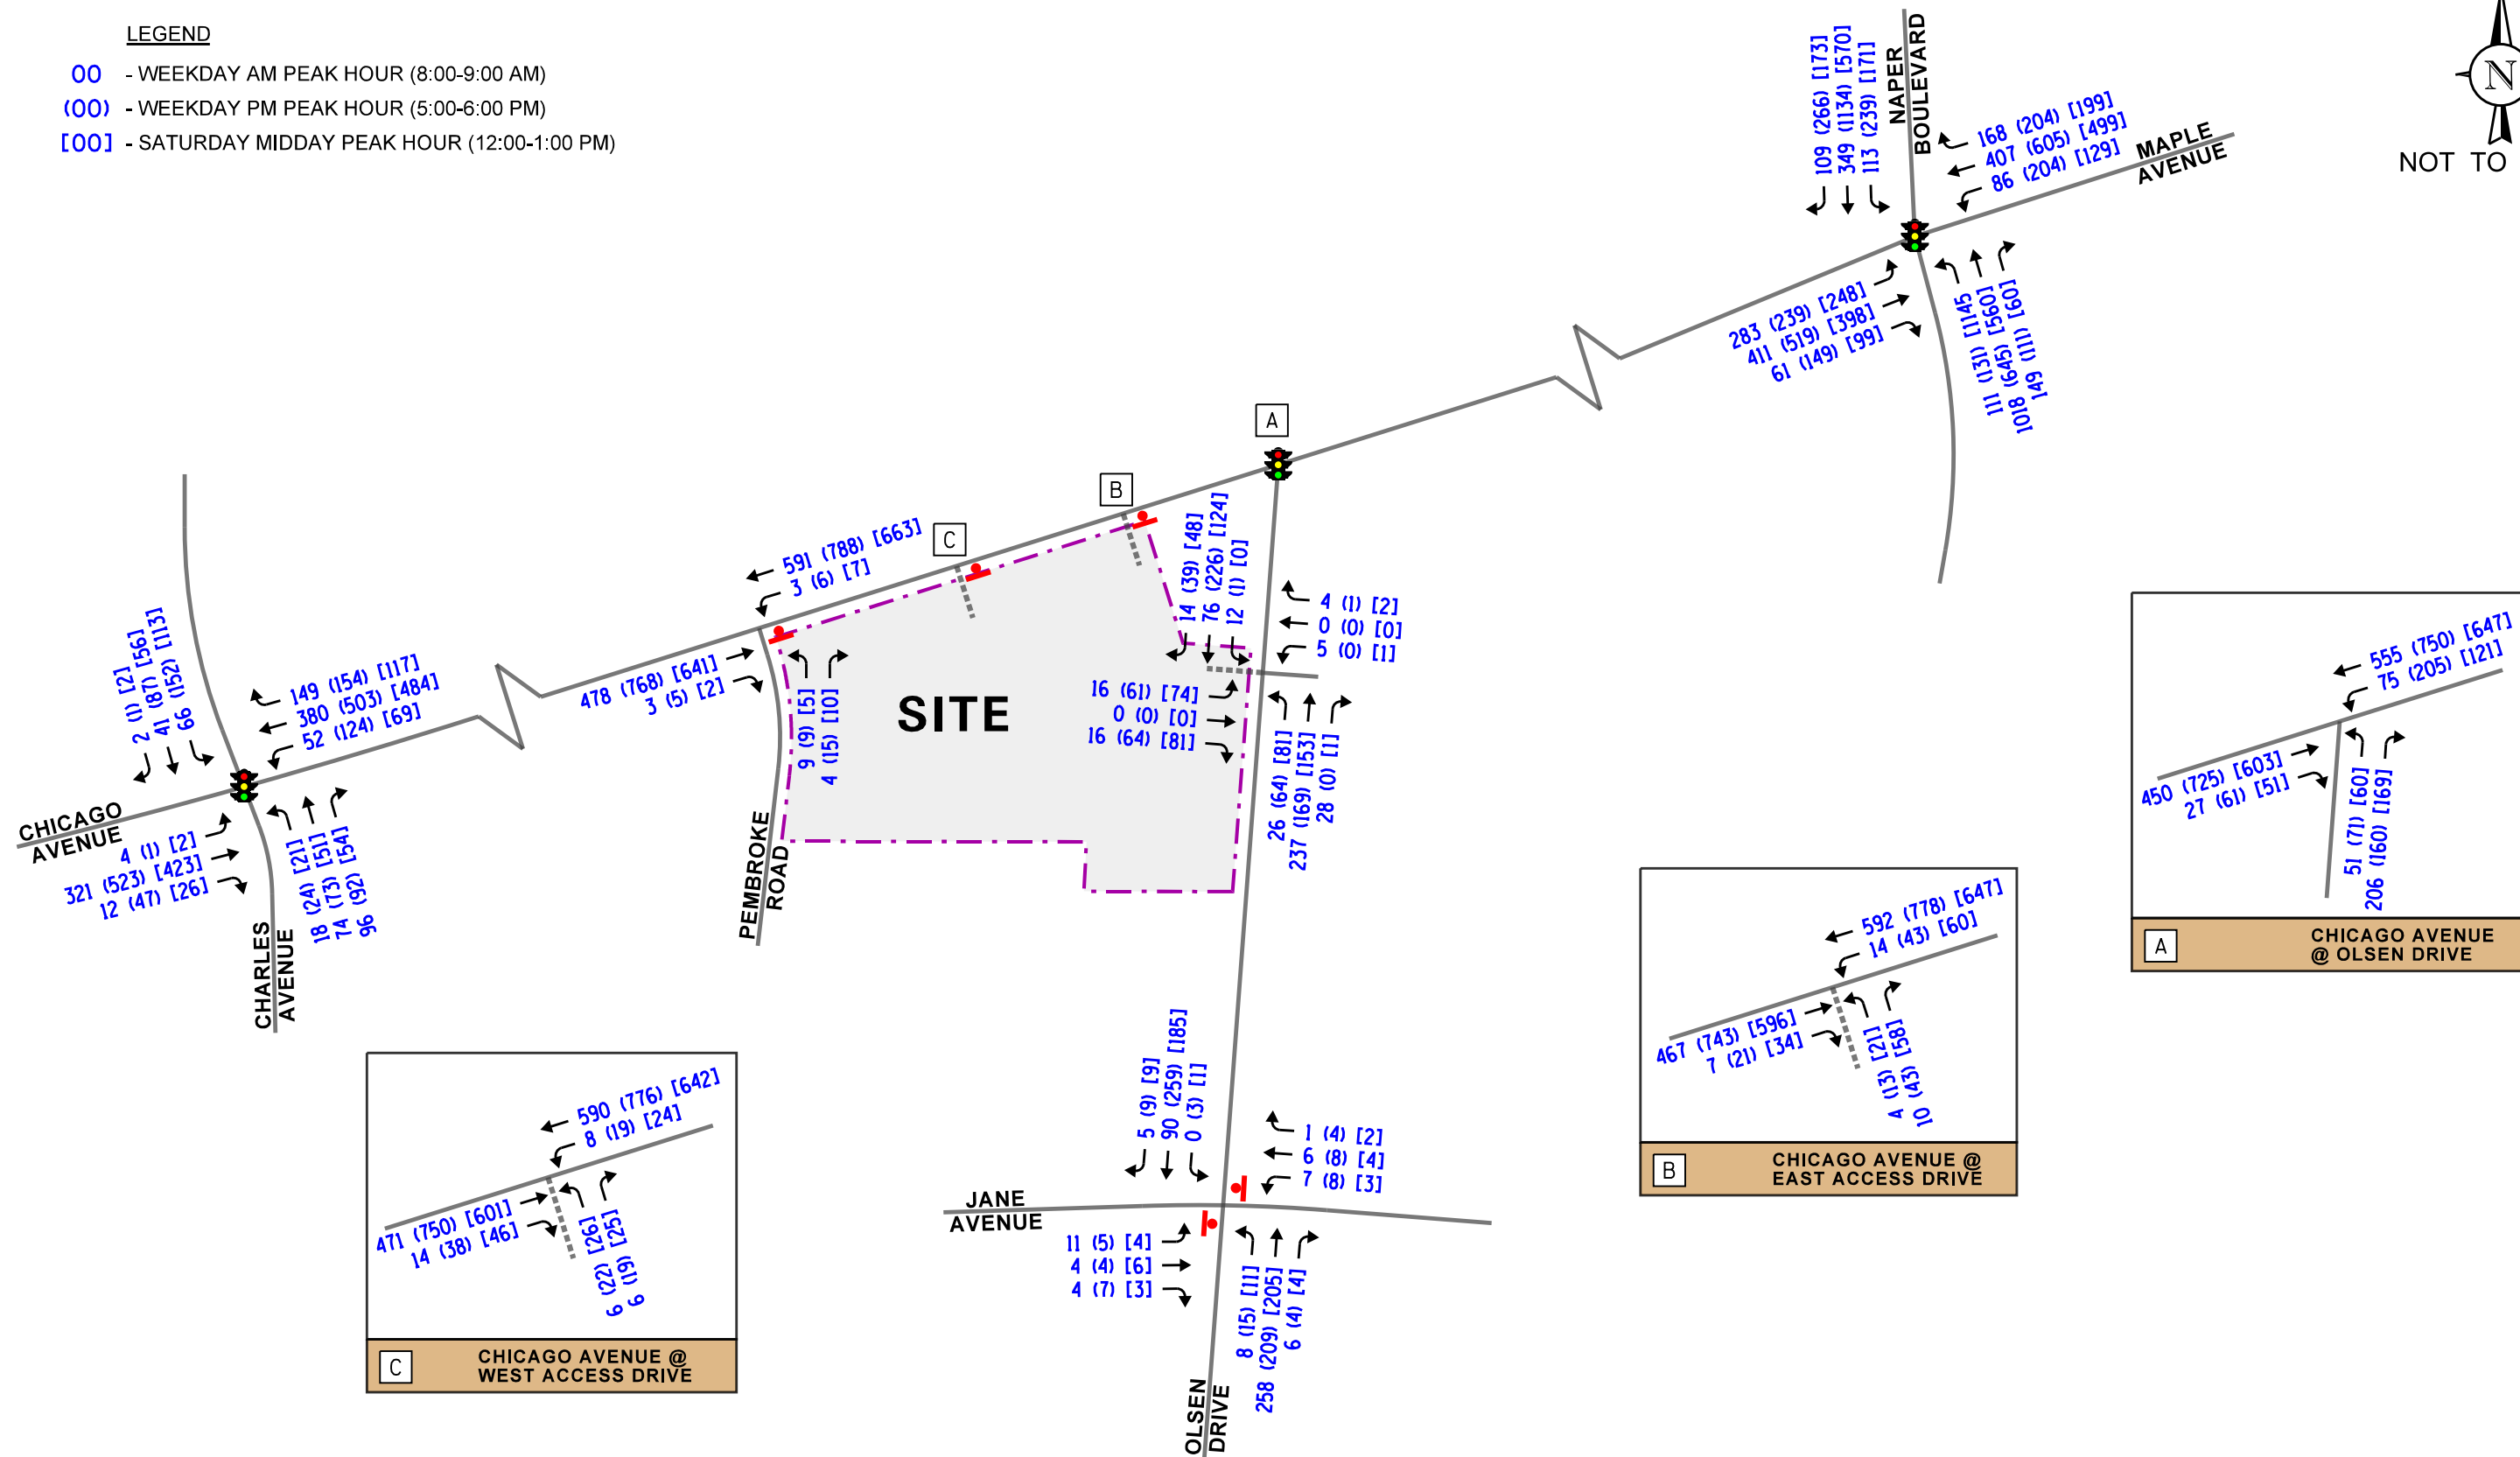 LEGEND
00 - WEEKDAY AM PEAK HOUR (8:00-9:00 AM)
(00) - WEEKDAY PM PEAK HOUR (5:00-6:00 PM)
[00] - SATURDAY MIDDAY PEAK HOUR (12:00-1:00 PM)
N
NOT TO
109 (266) [173]
349 (1134) [570]
113 (239) [171]
NAPER
BOULEVARD
168 (204) [199]
407 (605) [499]
86 (204) [129]
MAPLE
AVENUE
283 (239) [248]
411 (519) [398]
61 (149) [99]
111 (131) [1145
1018 (645) [560]
149 (111) [160]
A
B
C
591 (788) [663]
3 (6) [7]
478 (768) [641]
3 (5) [2]
9 (9) [5]
4 (15) [10]
PEMBROKE
ROAD
SITE
14 (39) [48]
76 (226) [124]
12 (1) [0]
4 (1) [2]
0 (0) [0]
5 (0) [1]
16 (61) [74]
0 (0) [0]
16 (64) [81]
26 (64) [81]
237 (169) [153]
28 (0) [1]
2 (1) [2]
41 (87) [56]
66 (152) [113]
149 (154) [117]
380 (503) [484]
52 (124) [69]
CHICAGO
AVENUE
4 (1) [2]
321 (523) [423]
12 (47) [26]
18 (24) [21]
74 (73) [51]
96 (92) [54]
CHARLES
AVENUE
5 (9) [9]
90 (259) [185]
0 (3) [1]
1 (4) [2]
6 (8) [4]
7 (8) [3]
JANE
AVENUE
11 (5) [4]
4 (4) [6]
4 (7) [3]
8 (15) [11]
258 (209) [205]
6 (4) [4]
OLSEN
DRIVE
555 (750) [647]
75 (205) [121]
450 (725) [603]
27 (61) [51]
51 (71) [60]
206 (160) [169]
A
CHICAGO AVENUE
@ OLSEN DRIVE
592 (778) [647]
14 (43) [60]
467 (743) [596]
7 (21) [34]
4 (13) [21]
10 (43) [58]
B
CHICAGO AVENUE @
EAST ACCESS DRIVE
590 (776) [642]
8 (19) [24]
471 (750) [601]
14 (38) [46]
6 (22) [26]
6 (19) [25]
C
CHICAGO AVENUE @
WEST ACCESS DRIVE